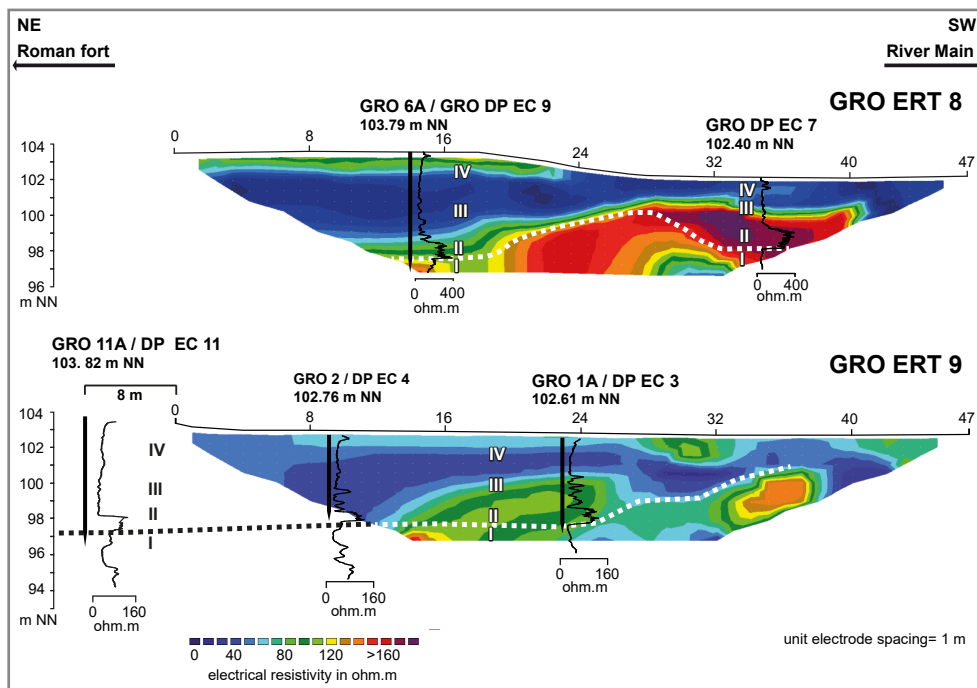 NE
SW
Roman fort
River Main
GRO ERT 8
GRO 6A / GRO DP EC 9
103.79 m NN
GRO DP EC 7
102.40 m NN
0 8 16 24 32 40 47
104
102
100
98
96
m NN
IV
III
II
I
IV
III
II
I
0 400
ohm.m
0 400
ohm.m
GRO ERT 9
GRO 11A / DP EC 11
103. 82 m NN
GRO 2 / DP EC 4
102.76 m NN
GRO 1A / DP EC 3
102.61 m NN
8 m
0 8 16 24 32 40 47
104
102
100
98
96
94
m NN
IV
III
II
I
IV
III
II
I
0 160
ohm.m
0 160
ohm.m
0 160
ohm.m
0 40 80 120 >160
electrical resistivity in ohm.m
unit electrode spacing= 1 m